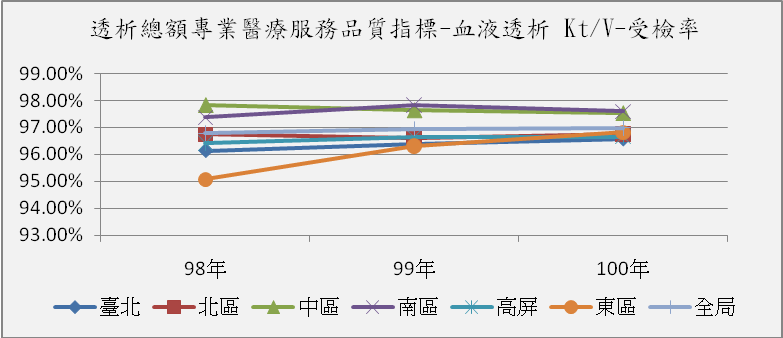 透析總額專業醫療服務品質指標-血液透析 Kt/V-受檢率
99.00%
98.00%
97.00%
96.00%
95.00%
94.00%
93.00%
98年 99年 100年
臺北 北區 中區 南區 高屏 東區 全局